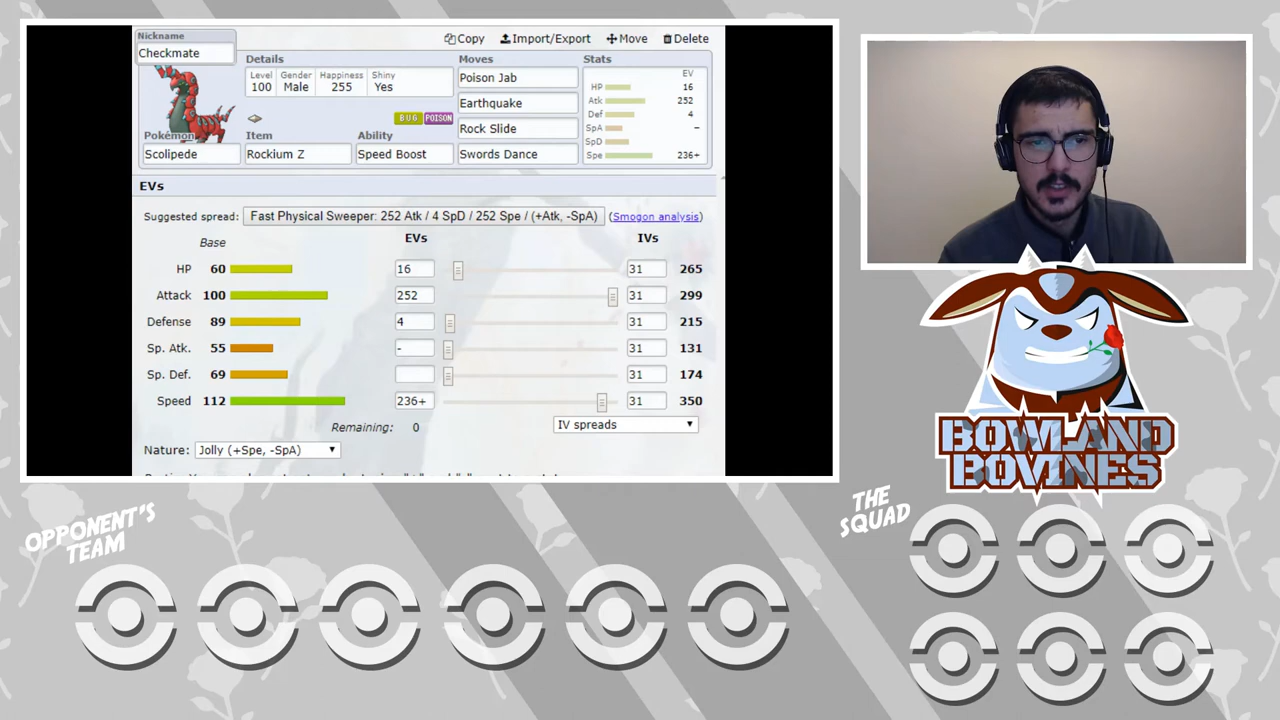 Nickname
Checkmate
Copy Import/Export Move Delete
Details Moves Stats
Level Gender Happiness Shiny
100 Male 255 Yes
Poison Jab
Earthquake
Rock Slide
Swords Dance
EV
HP 16
Atk 252
Def 4
SpA –
SpD
Spe 236+
BUG POISON
Pokémon Item Ability
Scolipede Rockium Z Speed Boost
EVs
Suggested spread: Fast Physical Sweeper: 252 Atk / 4 SpD / 252 Spe / (+Atk, -SpA) (Smogon analysis)
Base EVs IVs
HP 60 16 31 265
Attack 100 252 31 299
Defense 89 4 31 215
Sp. Atk. 55 - 31 131
Sp. Def. 69 31 174
Speed 112 236+ 31 350
Remaining: 0 IV spreads
Nature: Jolly (+Spe, -SpA)
BOWLAND
BOVINES
OPPONENT'S
TEAM
THE
SQUAD